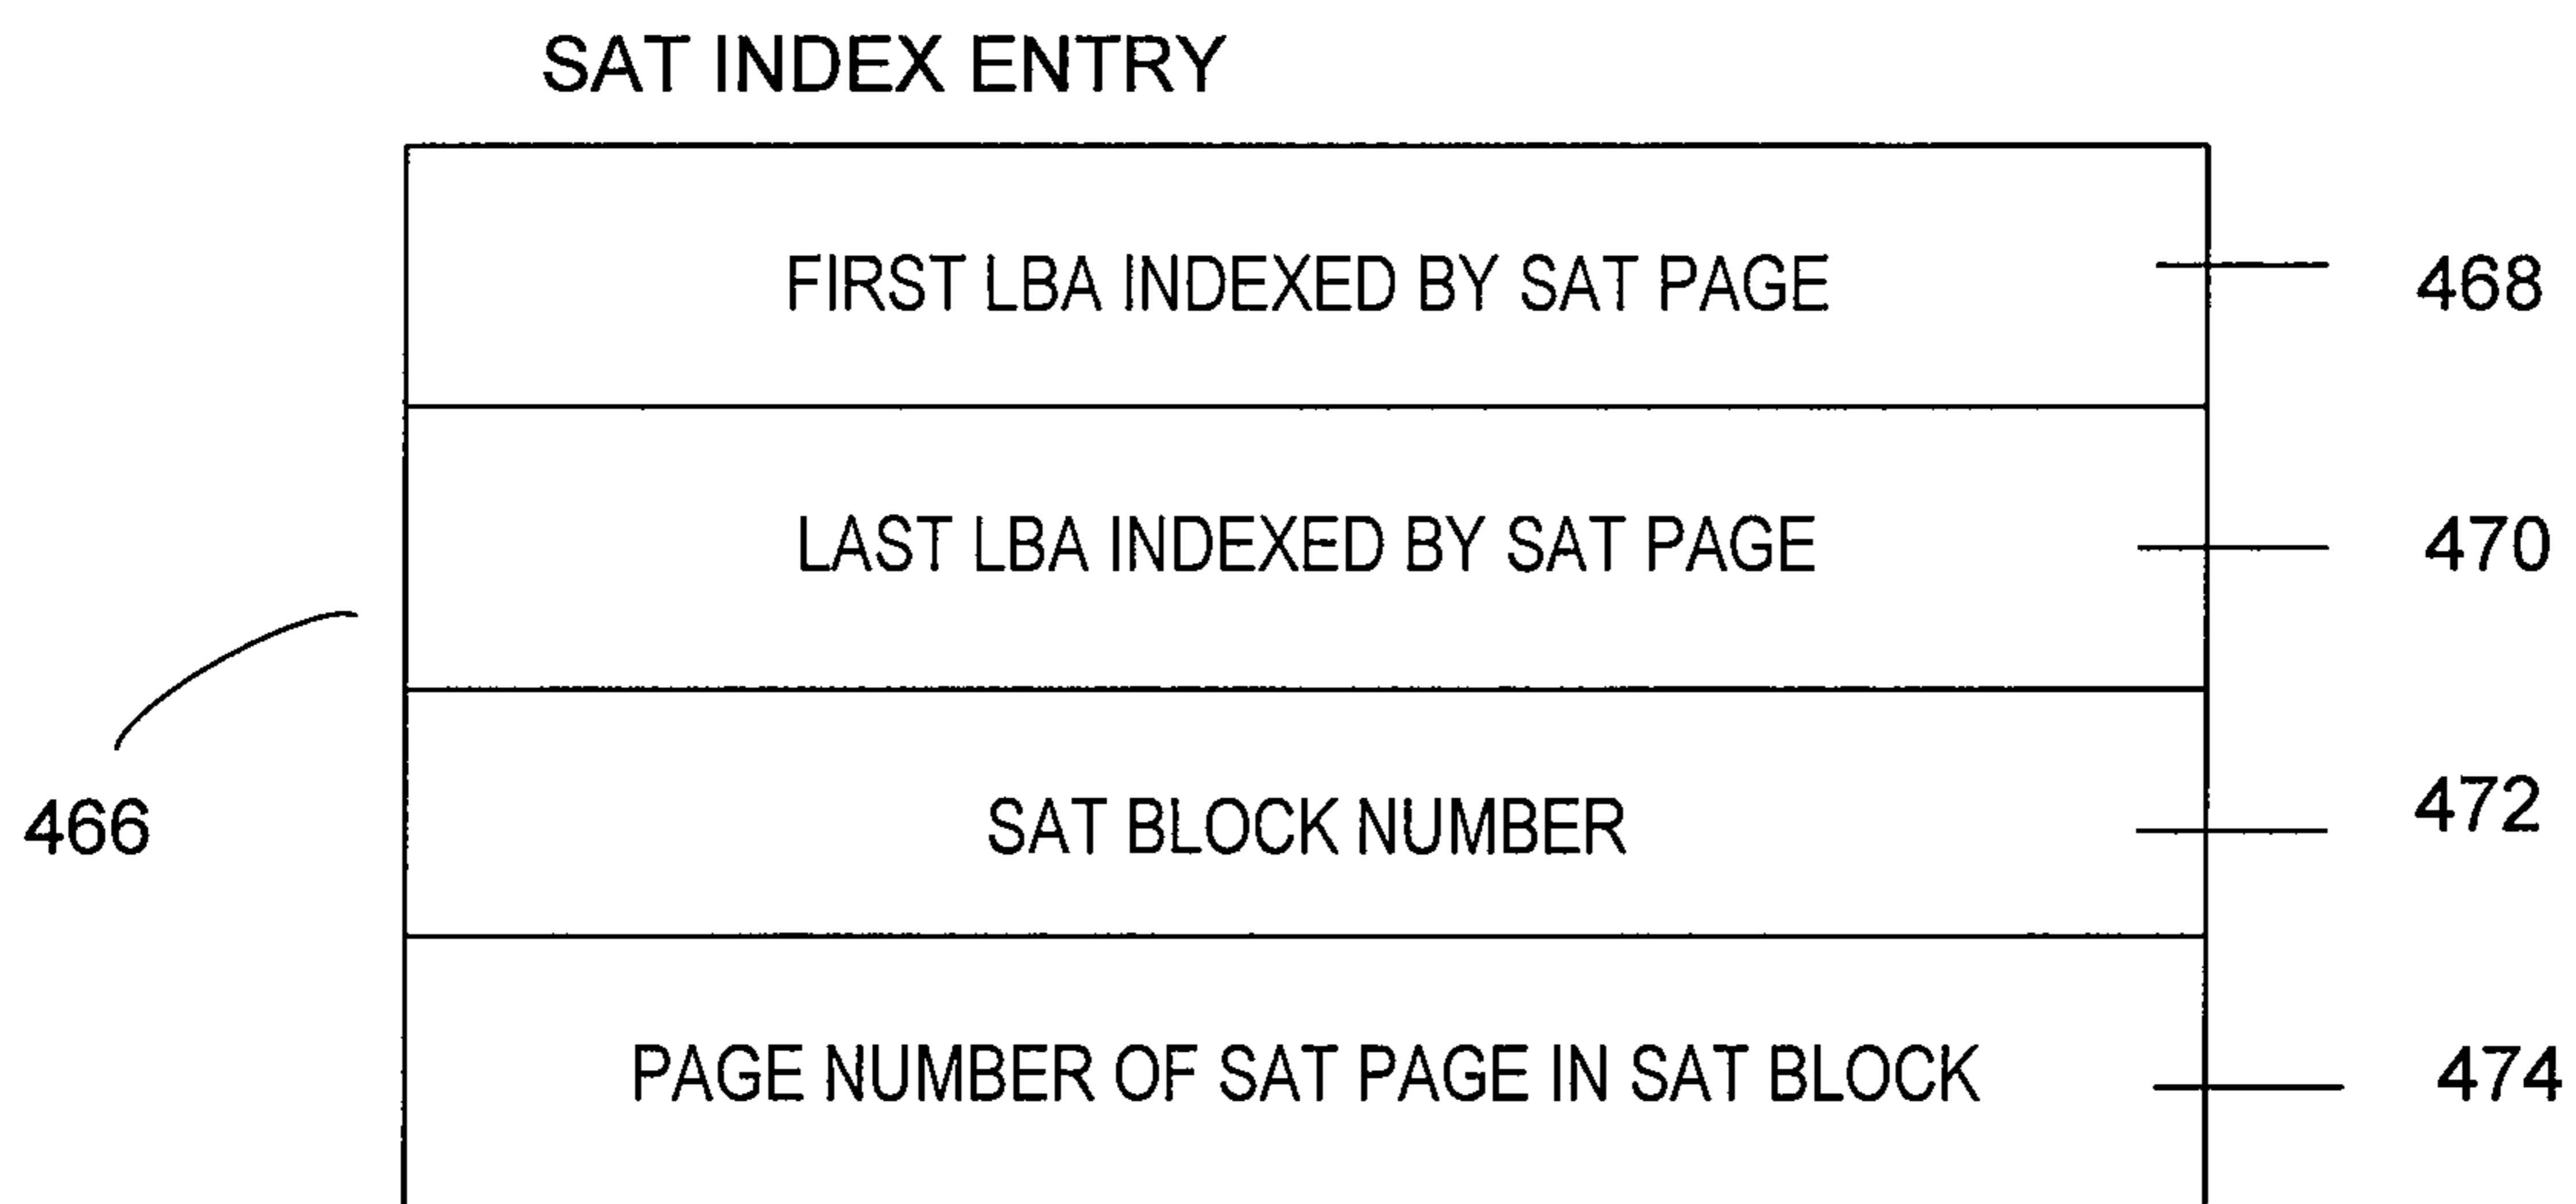 SAT INDEX ENTRY
FIRST LBA INDEXED BY SAT PAGE
468
LAST LBA INDEXED BY SAT PAGE
470
466
SAT BLOCK NUMBER
472
PAGE NUMBER OF SAT PAGE IN SAT BLOCK
474